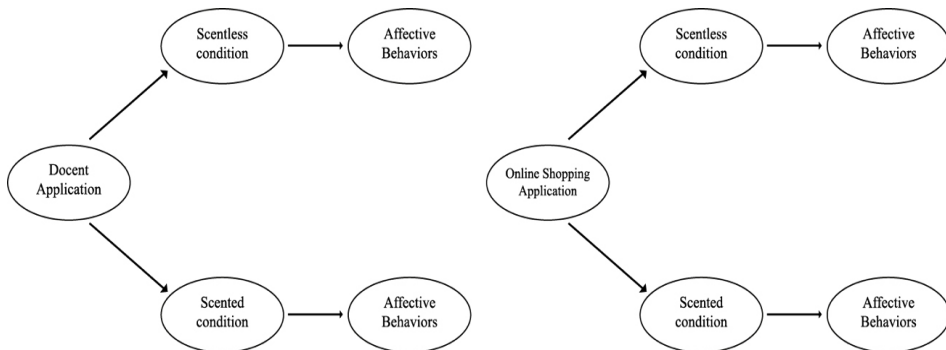 Scentless
condition
Affective
Behaviors
Docent
Application
Scented
condition
Affective
Behaviors
Scentless
condition
Affective
Behaviors
Online Shopping
Application
Scented
condition
Affective
Behaviors